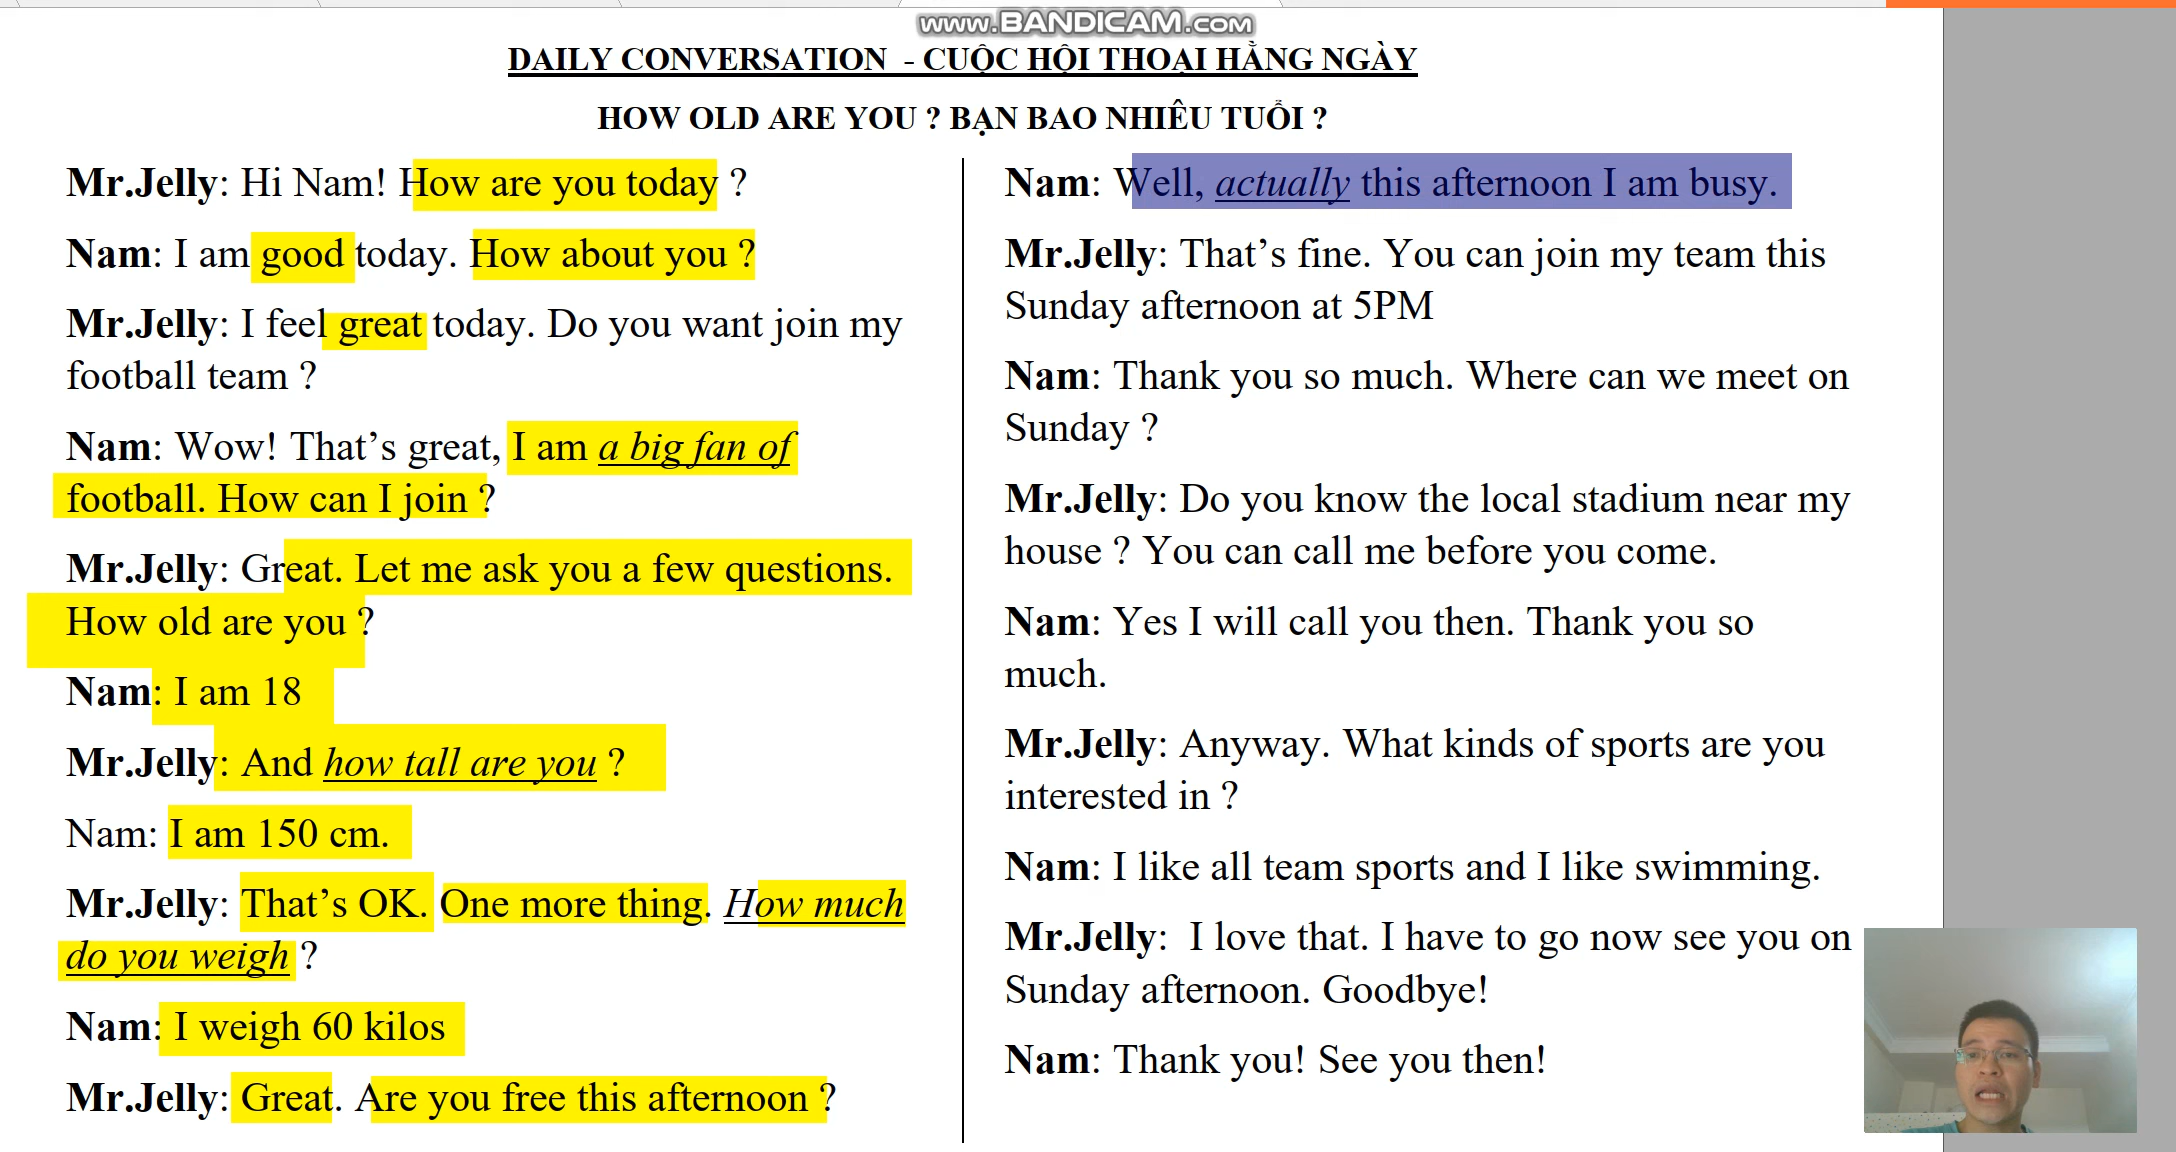 www.BANDICAM.com
DAILY CONVERSATION - CUỘC HỘI THOẠI HẰNG NGÀY
HOW OLD ARE YOU ? BẠN BAO NHIÊU TUỔI ?
Mr.Jelly: Hi Nam! How are you today ?
Nam: I am good today. How about you ?
Mr.Jelly: I feel great today. Do you want join my
football team ?
Nam: Wow! That’s great, I am a big fan of
football. How can I join ?
Mr.Jelly: Great. Let me ask you a few questions.
How old are you ?
Nam: I am 18
Mr.Jelly: And how tall are you ?
Nam: I am 150 cm.
Mr.Jelly: That’s OK. One more thing. How much
do you weigh ?
Nam: I weigh 60 kilos
Mr.Jelly: Great. Are you free this afternoon ?
Nam: Well, actually this afternoon I am busy.
Mr.Jelly: That’s fine. You can join my team this
Sunday afternoon at 5PM
Nam: Thank you so much. Where can we meet on
Sunday ?
Mr.Jelly: Do you know the local stadium near my
house ? You can call me before you come.
Nam: Yes I will call you then. Thank you so
much.
Mr.Jelly: Anyway. What kinds of sports are you
interested in ?
Nam: I like all team sports and I like swimming.
Mr.Jelly: I love that. I have to go now see you on
Sunday afternoon. Goodbye!
Nam: Thank you! See you then!